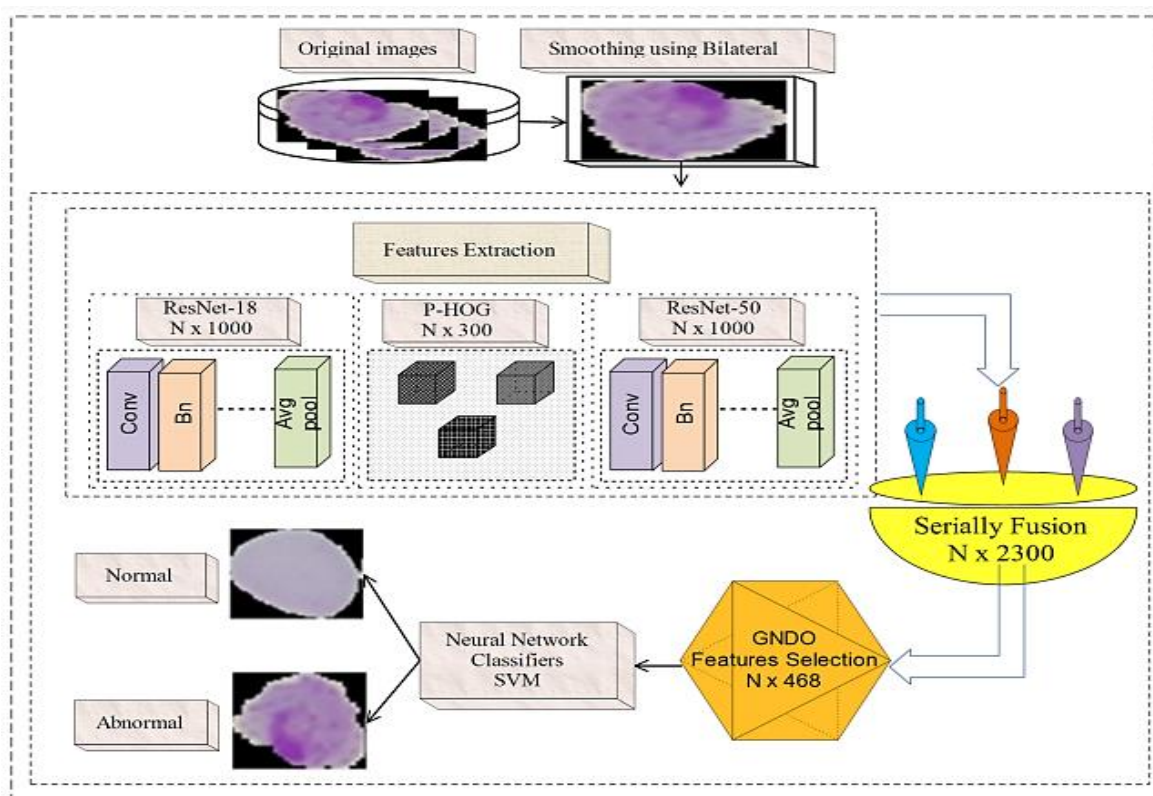 Original images
Smoothing using Bilateral
Features Extraction
ResNet-18
N x 1000
P-HOG
N x 300
ResNet-50
N x 1000
Conv
Bn
Avg
pool
Conv
Bn
Avg
pool
Serially Fusion
N x 2300
Normal
Abnormal
Neural Network
Classifiers
SVM
GNDO
Features Selection
N x 468